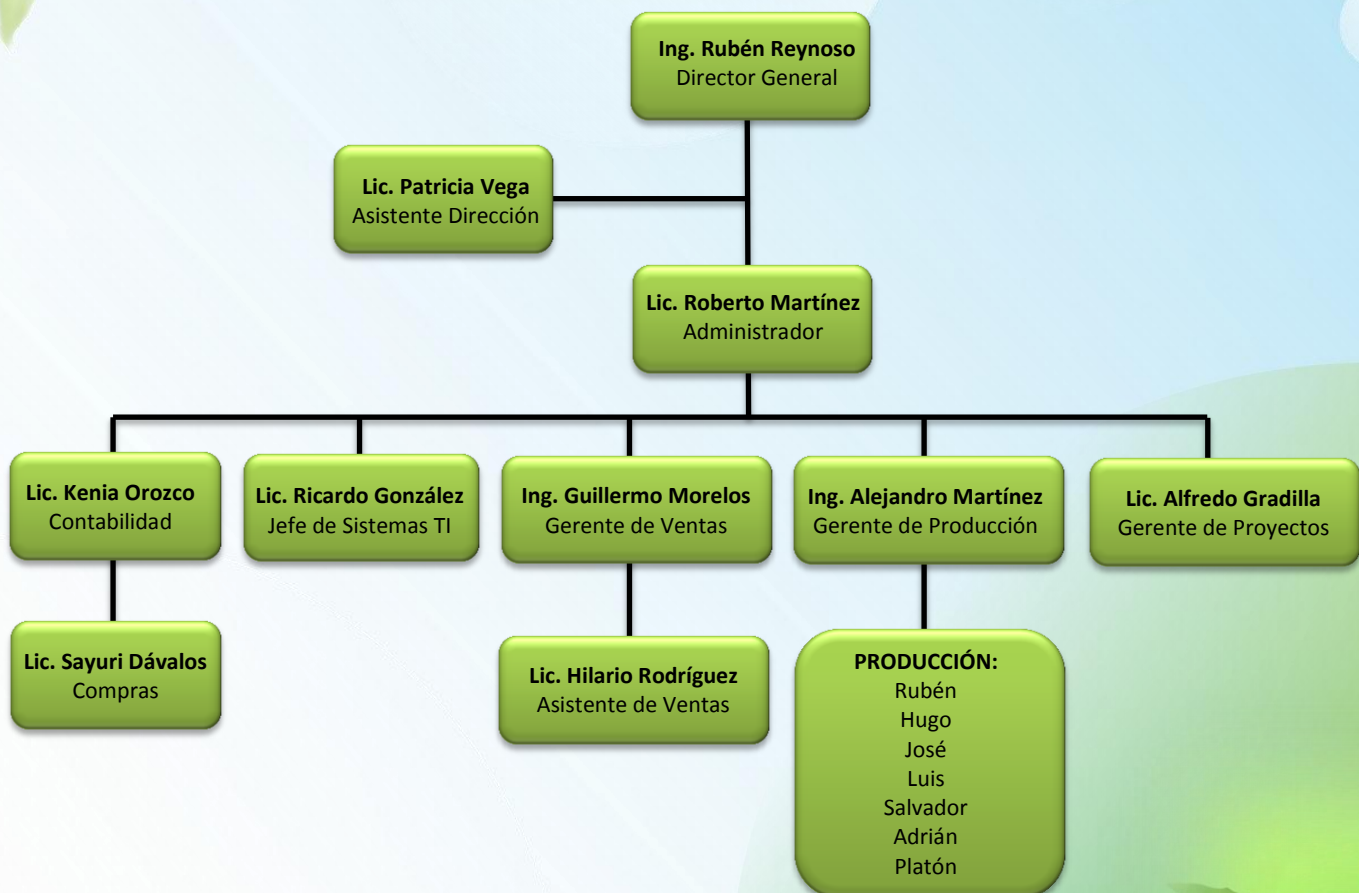 Ing. Rubén Reynoso
Director General
Lic. Patricia Vega
Asistente Dirección
Lic. Roberto Martínez
Administrador
Lic. Kenia Orozco
Contabilidad
Lic. Ricardo González
Jefe de Sistemas TI
Ing. Guillermo Morelos
Gerente de Ventas
Ing. Alejandro Martínez
Gerente de Producción
Lic. Alfredo Gradilla
Gerente de Proyectos
Lic. Sayuri Dávalos
Compras
Lic. Hilario Rodríguez
Asistente de Ventas
PRODUCCIÓN:
Rubén
Hugo
José
Luis
Salvador
Adrián
Platón